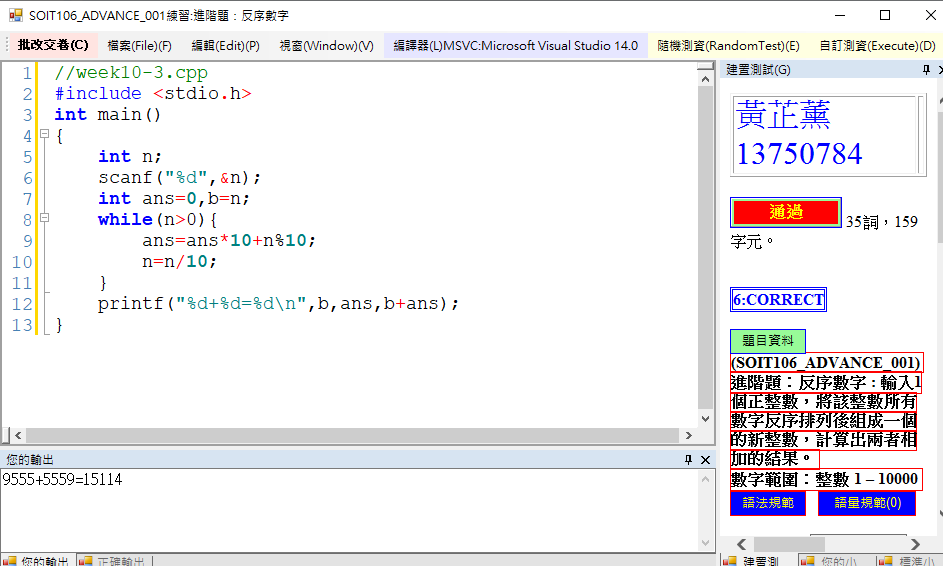 SOIT106_ADVANCE_001練習:進階題：反序數字
批改交卷(C) 檔案(File)(F) 編輯(Edit)(P) 視窗(Window)(V) 編譯器(L)MSVC:Microsoft Visual Studio 14.0 隨機測資(RandomTest)(E) 自訂測資(Execute)(D)
1 //week10-3.cpp
2 #include <stdio.h>
3 int main()
4 {
5 int n;
6 scanf("%d",&n);
7 int ans=0,b=n;
8 while(n>0){
9 ans=ans*10+n%10;
10 n=n/10;
11 }
12 printf("%d+%d=%d\n",b,ans,b+ans);
13 }
您的輸出
9555+5559=15114
您的輸出 正確輸出
建置測試(G)
黃芷薰
13750784
通過 35詞，159
字元。
6:CORRECT
題目資料
(SOIT106_ADVANCE_001)
進階題：反序數字 : 輸入1
個正整數，將該整數所有
數字反序排列後組成一個
的新整數，計算出兩者相
加的結果。
數字範圍：整數 1 – 10000
語法規範 語量規範(0)
建置測 您的小 標準小